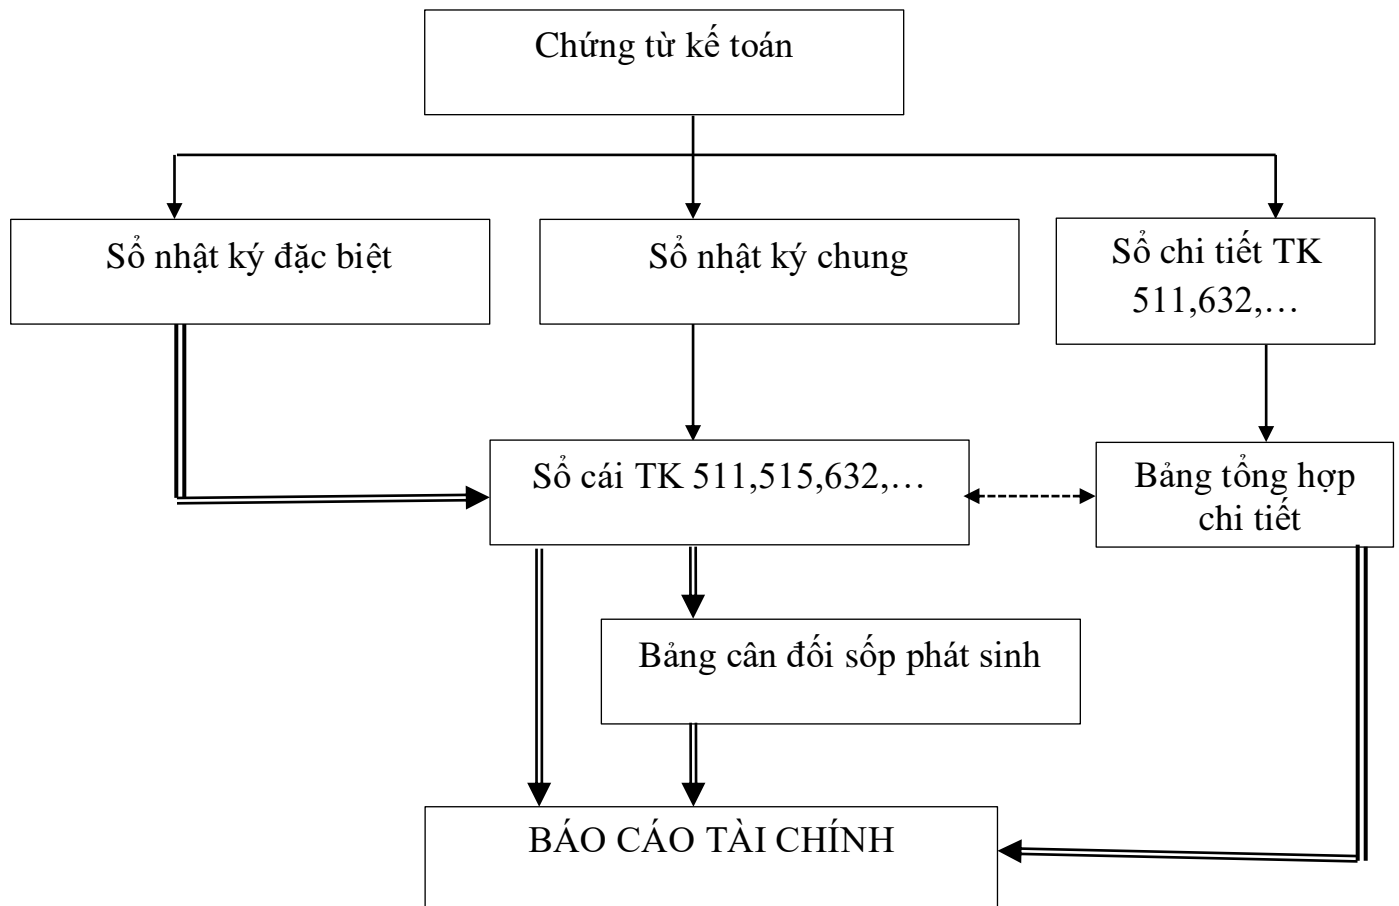 Chứng từ kế toán
Sổ nhật ký đặc biệt
Sổ nhật ký chung
Sổ chi tiết TK
511,632,…
Sổ cái TK 511,515,632,…
Bảng tổng hợp
chi tiết
Bảng cân đối sốp phát sinh
BÁO CÁO TÀI CHÍNH